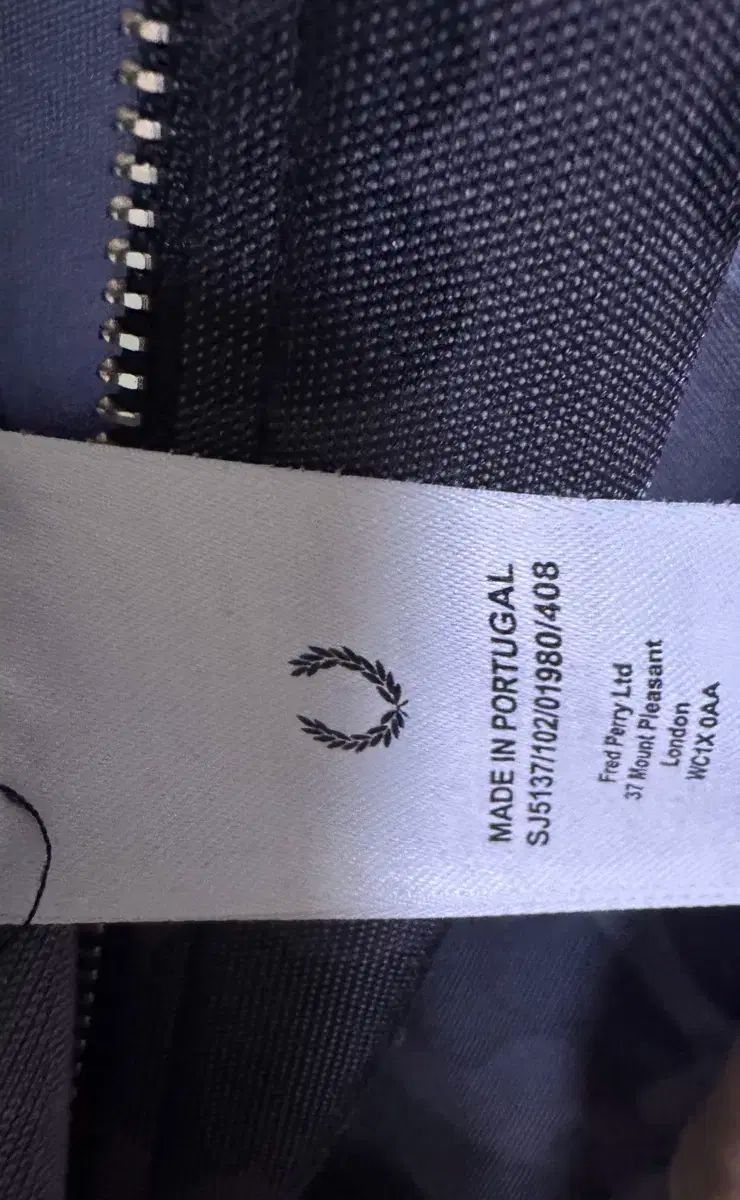 MADE IN PORTUGAL
SJ5137/102/01980/408
Fred Perry Ltd
37 Mount Pleasant
London
WC1X 0AA